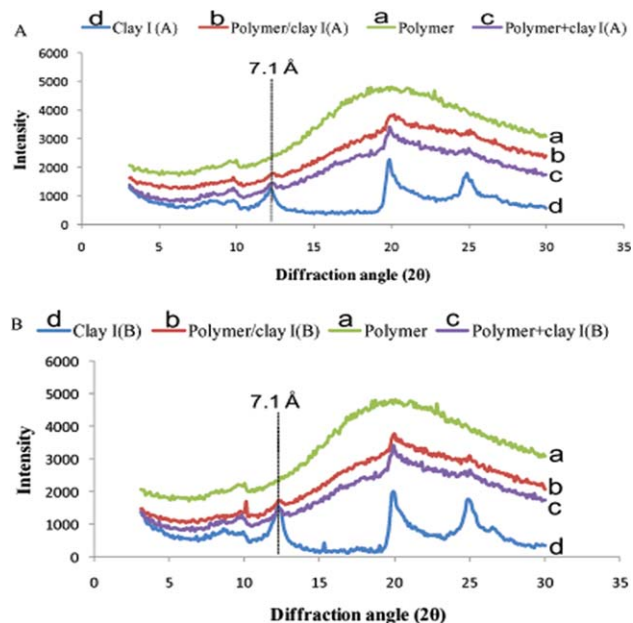 A
d Clay I (A) b Polymer/clay I(A) a Polymer c Polymer+clay I(A)
7.1 Å
6000
5000
4000
3000
2000
1000
0
Intensity
a
b
c
d
0 5 10 15 20 25 30 35
Diffraction angle (2θ)
B
d Clay I(B) b Polymer/clay I(B) a Polymer c Polymer+clay I(B)
7.1 Å
6000
5000
4000
3000
2000
1000
0
Intensity
a
b
c
d
0 5 10 15 20 25 30 35
Diffraction angle (2θ)